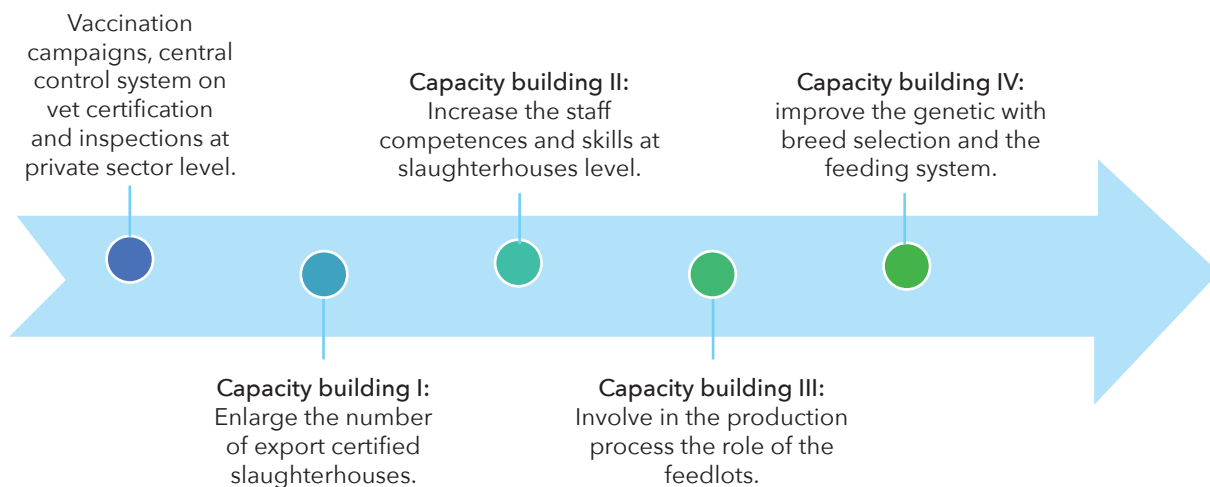 Vaccination
campaigns, central
control system on
vet certification
and inspections at
private sector level.
Capacity building I:
Enlarge the number
of export certified
slaughterhouses.
Capacity building II:
Increase the staff
competences and skills at
slaughterhouses level.
Capacity building III:
Involve in the production
process the role of the
feedlots.
Capacity building IV:
improve the genetic with
breed selection and the
feeding system.